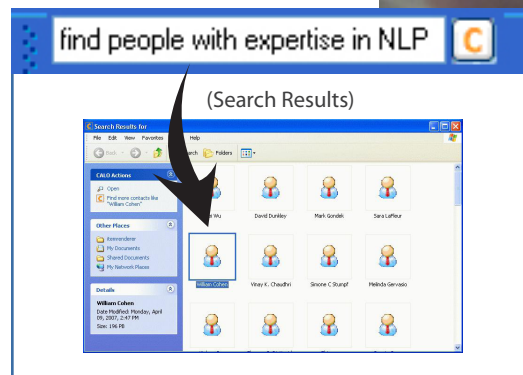 find people with expertise in NLP C
(Search Results)
Search Results for
File Edit View Favorites Help
Back Folders
CALO Actions
Open
Find more contacts like
"William Cohen"
Other Places
itemrenderer
My Documents
Shared Documents
My Network Places
Details
William Cohen
Date Modified: Monday, April
09, 2007, 2:47 PM
Size: 196 PB
Wu David Dunkley Mark Gondek Sara Lafleur
William Cohen Vinay K. Chaudhri Simone C Stumpf Melinda Gervasio